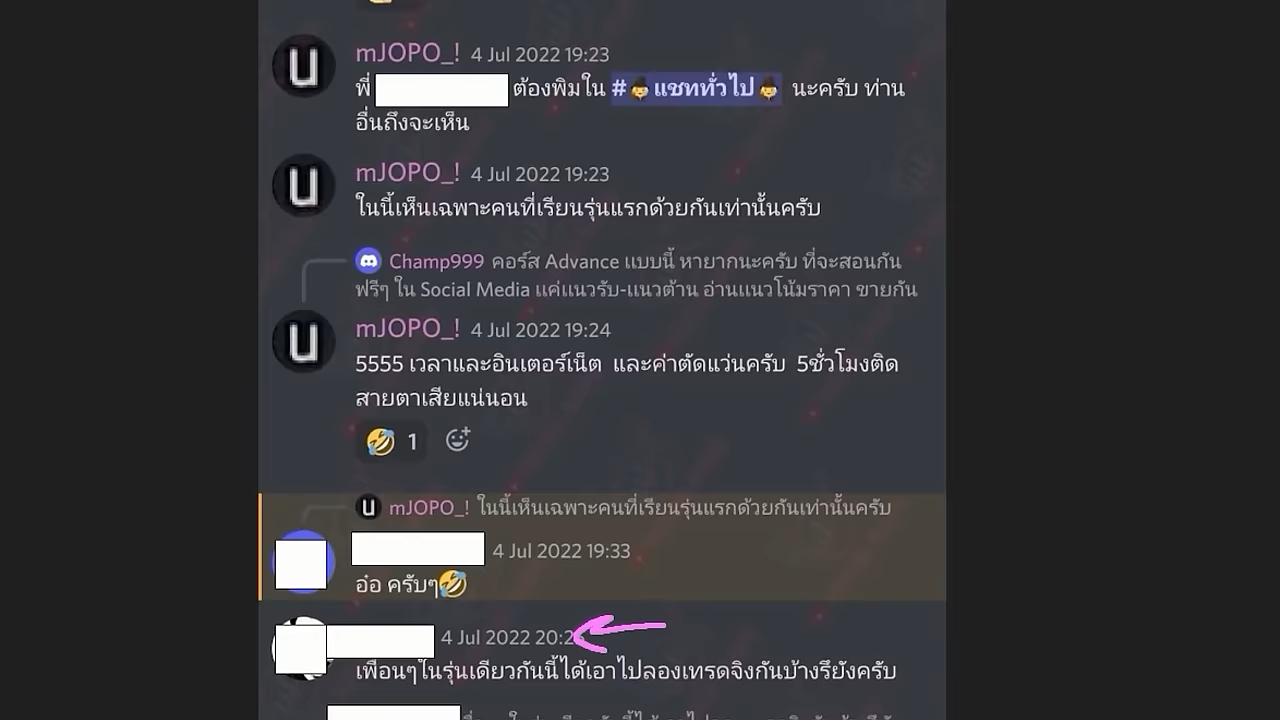 mJOPO_! 4 Jul 2022 19:23
พี่ ต้องพิมใน # แชททั่วไป นะครับ ท่าน
อื่นถึงจะเห็น
mJOPO_! 4 Jul 2022 19:23
ในนี้เห็นเฉพาะคนที่เรียนรุ่นแรกด้วยกันเท่านั้นครับ
Champ999 คอร์ส Advance แบบนี้ หายากนะครับ ที่จะสอนกัน
ฟรีๆ ใน Social Media แค่แนวรับ-แนวต้าน อ่านแนวโน้มราคา ขายกัน
mJOPO_! 4 Jul 2022 19:24
5555 เวลาและอินเตอร์เน็ต และค่าตัดแว่นครับ 5ชั่วโมงติด
สายตาเสียแน่นอน
1
mJOPO_! ในนี้เห็นเฉพาะคนที่เรียนรุ่นแรกด้วยกันเท่านั้นครับ
4 Jul 2022 19:33
อ๋อ ครับๆ
4 Jul 2022
เพื่อนๆในรุ่นเดียวกันนี้ได้เอาไปลองเทรดจิงกันบ้างรึยังครับ